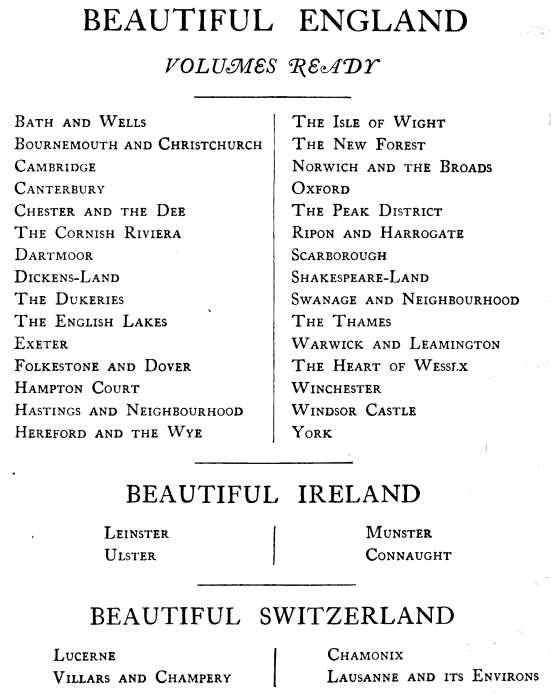 BEAUTIFUL ENGLAND
VOLUMES READY
BATH AND WELLS
BOURNEMOUTH AND CHRISTCHURCH
CAMBRIDGE
CANTERBURY
CHESTER AND THE DEE
THE CORNISH RIVIERA
DARTMOOR
DICKENS-LAND
THE DUKERIES
THE ENGLISH LAKES
EXETER
FOLKESTONE AND DOVER
HAMPTON COURT
HASTINGS AND NEIGHBOURHOOD
HEREFORD AND THE WYE
THE ISLE OF WIGHT
THE NEW FOREST
NORWICH AND THE BROADS
OXFORD
THE PEAK DISTRICT
RIPON AND HARROGATE
SCARBOROUGH
SHAKESPEARE-LAND
SWANAGE AND NEIGHBOURHOOD
THE THAMES
WARWICK AND LEAMINGTON
THE HEART OF WESSEX
WINCHESTER
WINDSOR CASTLE
YORK
BEAUTIFUL IRELAND
LEINSTER
ULSTER
MUNSTER
CONNAUGHT
BEAUTIFUL SWITZERLAND
LUCERNE
VILLARS AND CHAMPERY
CHAMONIX
LAUSANNE AND ITS ENVIRONS